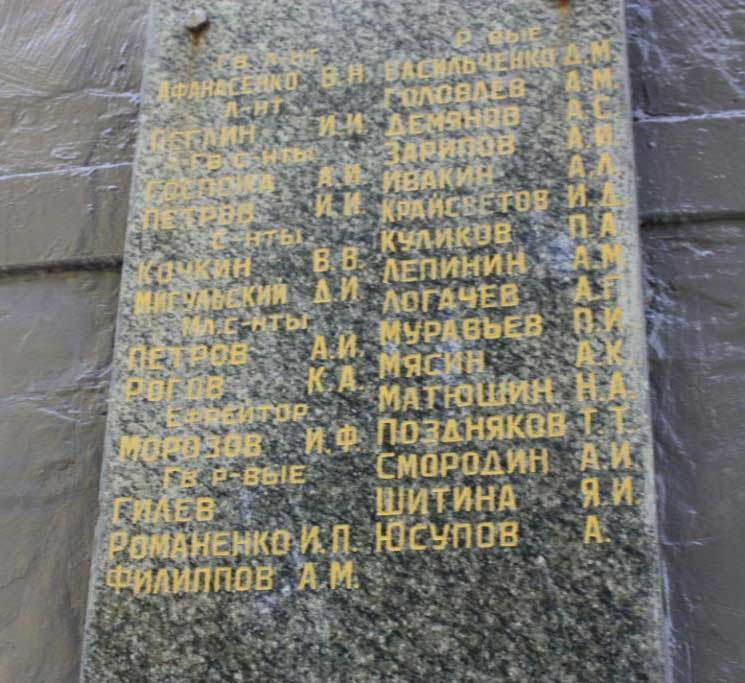 Гв. Л-НТ
АФАНАСЕНКО В.Н.
Л-НТ
ПЕГЛИН И.И
Гв. С-НТЫ
ГОСПОЧА А.И
ПЕТРОВ И.И
С-НТЫ
КОЧКИН В.В.
МИГУЛЬСКИЙ Д.И
МЛ.С-НТЫ
ПЕТРОВ А.И.
РОГОВ К.А.
ЕФРЕЙТОР
МОРОЗОВ И.Ф.
Гв. Р-ВЫЕ
ГИЛЕВ
РОМАНЕНКО И.П.
ФИЛИППОВ А.М.
Р-ВЫЕ
ВАСИЛЬЧЕНКО Д.М.
ГОЛОВЛЕВ А.М.
ДЕМЯНОВ А.С.
ЗАРИПОВ А.И
ИВАКИН А.Л.
КРАЙСВЕТОВ И.Д.
КУЛИКОВ П.А.
ЛЕПИНИН А.М
ЛОГАЧЕВ А.Г
МУРАВЬЕВ П.И
МЯСИН А.К
МАТЮШИН Н.А.
ПОЗДНЯКОВ Т.Т.
СМОРОДИН А.И.
ШИТИНА Я.И
ЮСУПОВ А.